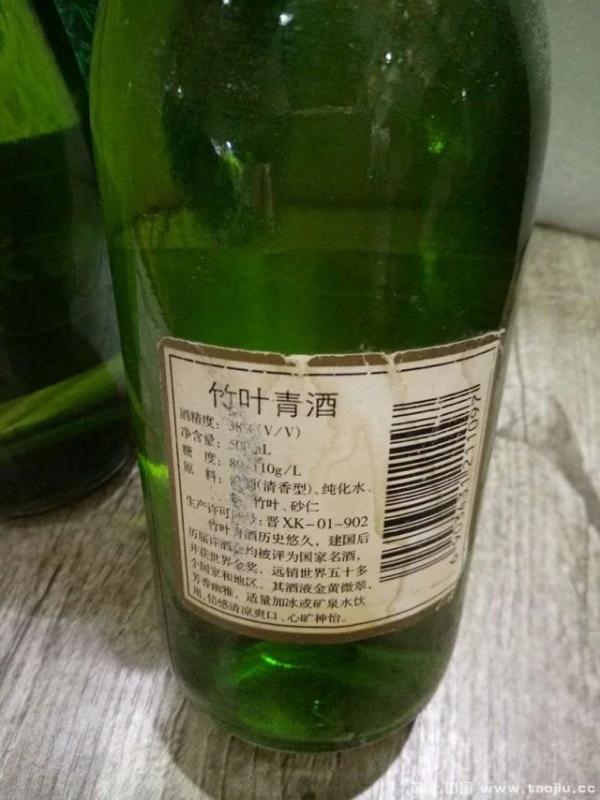 竹叶青酒
酒精度：38%(V/V)
净含量：500mL
糖 度：80 110g/L
原 料： (清香型)、纯化水、
竹叶、砂仁
生产许可 ：晋XK-01-902
竹叶青酒历史悠久，建国后
历届评酒 均被评为国家名酒，
并获世界金奖、远销世界五十多
个国家和地区。其酒液金黄微翠，
芳香幽雅，适量加冰或矿泉水饮
用，倍感清凉爽口、心旷神怡。
www.taojiu.cc